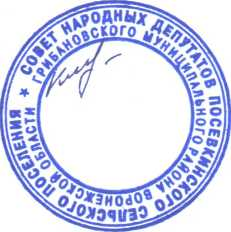 ★ СОВЕТ НАРОДНЫХ ДЕПУТАТОВ ПОСЕВКИНСКОГО СЕЛЬСКОГО ПОСЕЛЕНИЯ
ГРИБАНОВСКОГО МУНИЦИПАЛЬНОГО РАЙОНА ВОРОНЕЖСКОЙ ОБЛАСТИ